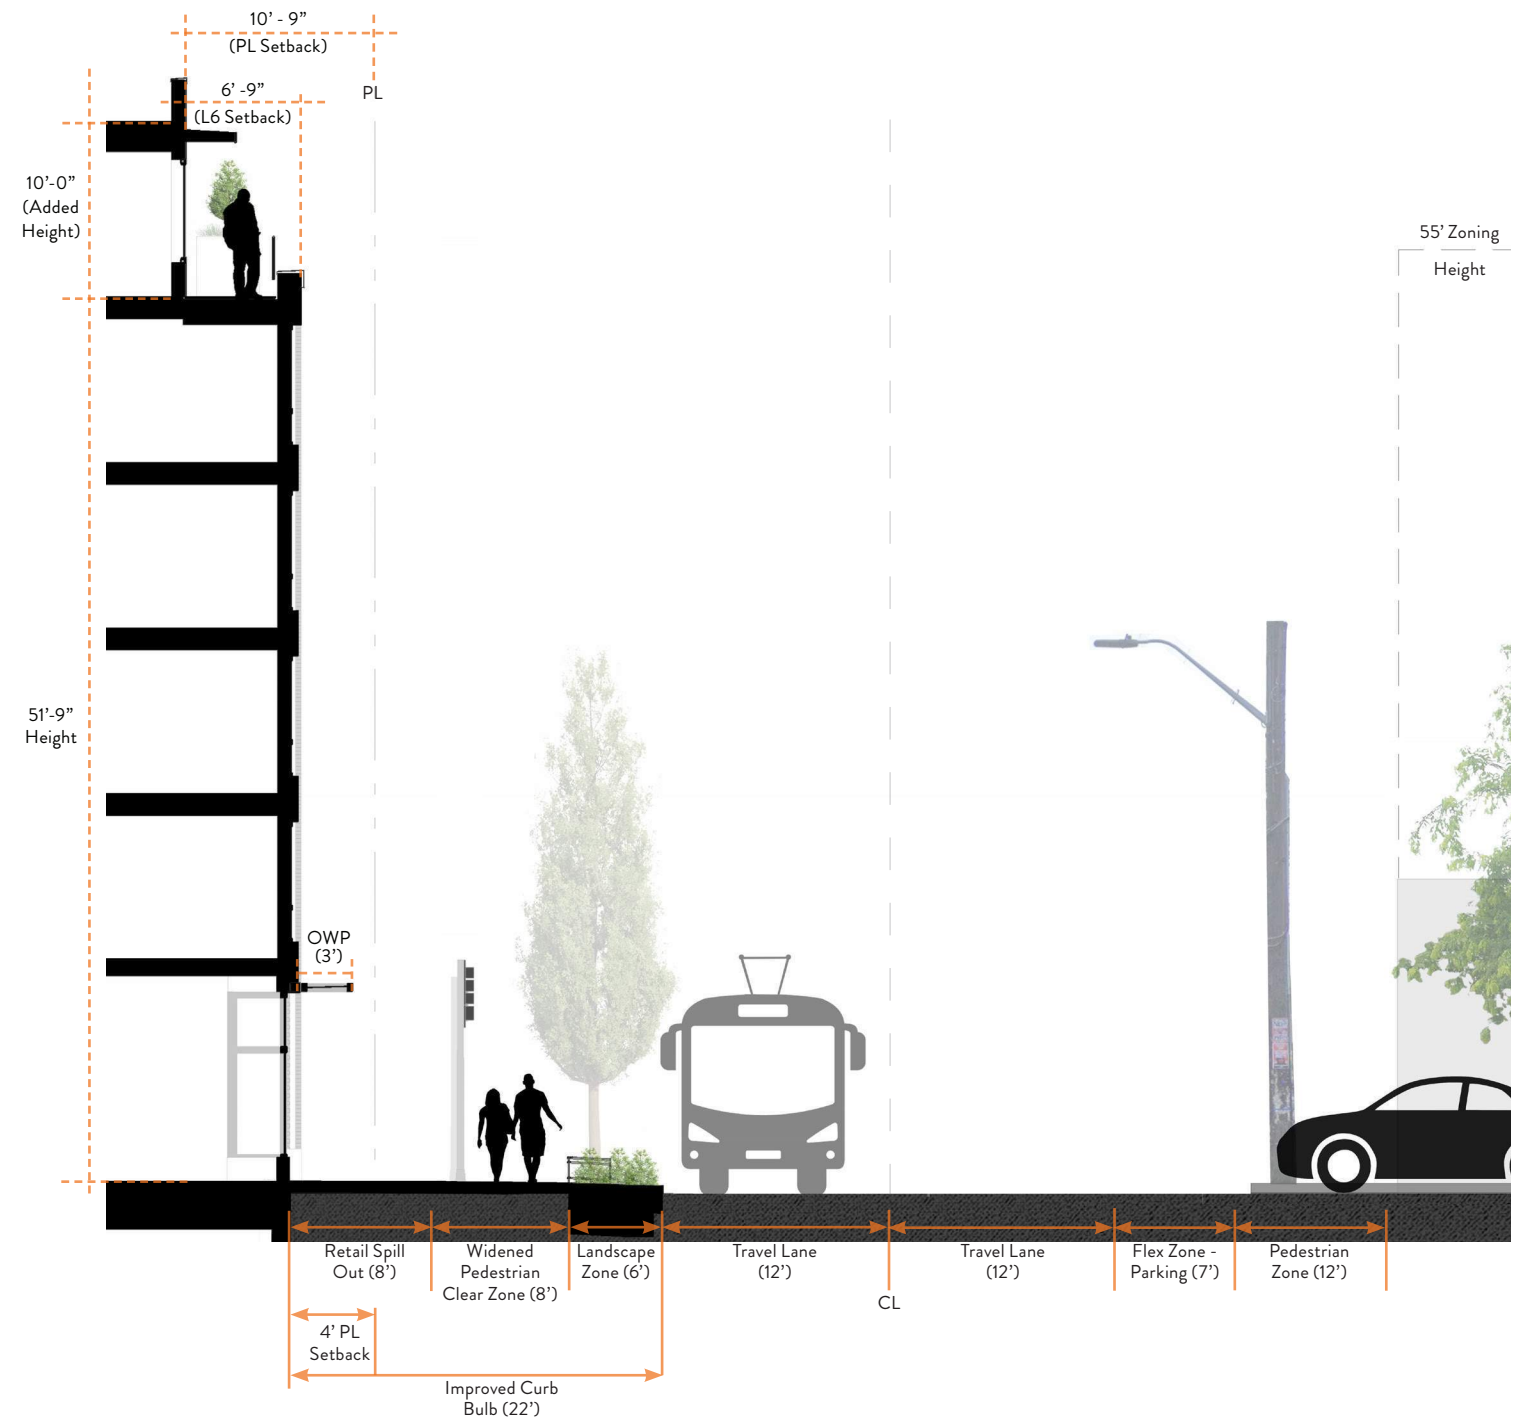 10’ - 9”
(PL Setback)
PL
6’ -9”
(L6 Setback)
10’-0”
(Added
Height)
55’ Zoning
Height
51’-9”
Height
OWP
(3’)
Retail Spill
Out (8’)
Widened
Pedestrian
Clear Zone (8’)
Landscape
Zone (6’)
Travel Lane
(12’)
Travel Lane
(12’)
Flex Zone -
Parking (7’)
Pedestrian
Zone (12’)
CL
4’ PL
Setback
Improved Curb
Bulb (22’)